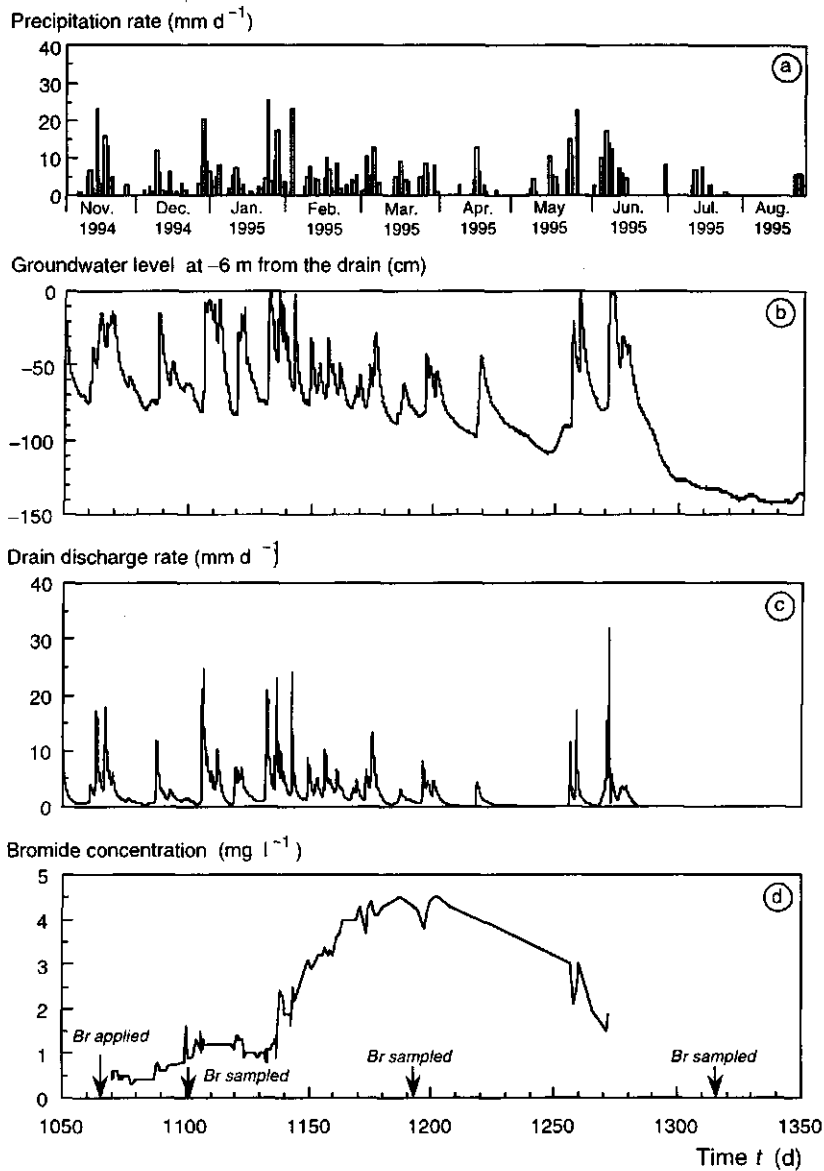 Precipitation rate (mm d⁻¹)
a
40
30
20
10
0
Nov. Dec. Jan. Feb. Mar. Apr. May Jun. Jul. Aug.
1994 1994 1995 1995 1995 1995 1995 1995 1995 1995
Groundwater level at −6 m from the drain (cm)
b
0
−50
−100
−150
Drain discharge rate (mm d⁻¹)
c
40
30
20
10
0
Bromide concentration (mg l⁻¹)
d
5
4
3
2
1
0
Br applied
Br sampled
Br sampled
Br sampled
1050 1100 1150 1200 1250 1300 1350
Time t (d)